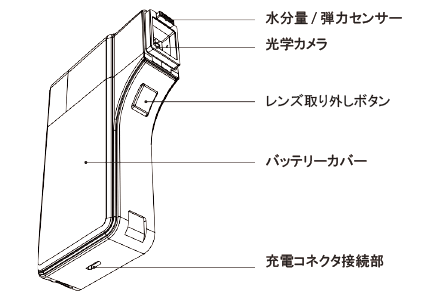 水分量 / 弾力センサー
光学カメラ
レンズ取り外しボタン
バッテリーカバー
充電コネクタ接続部